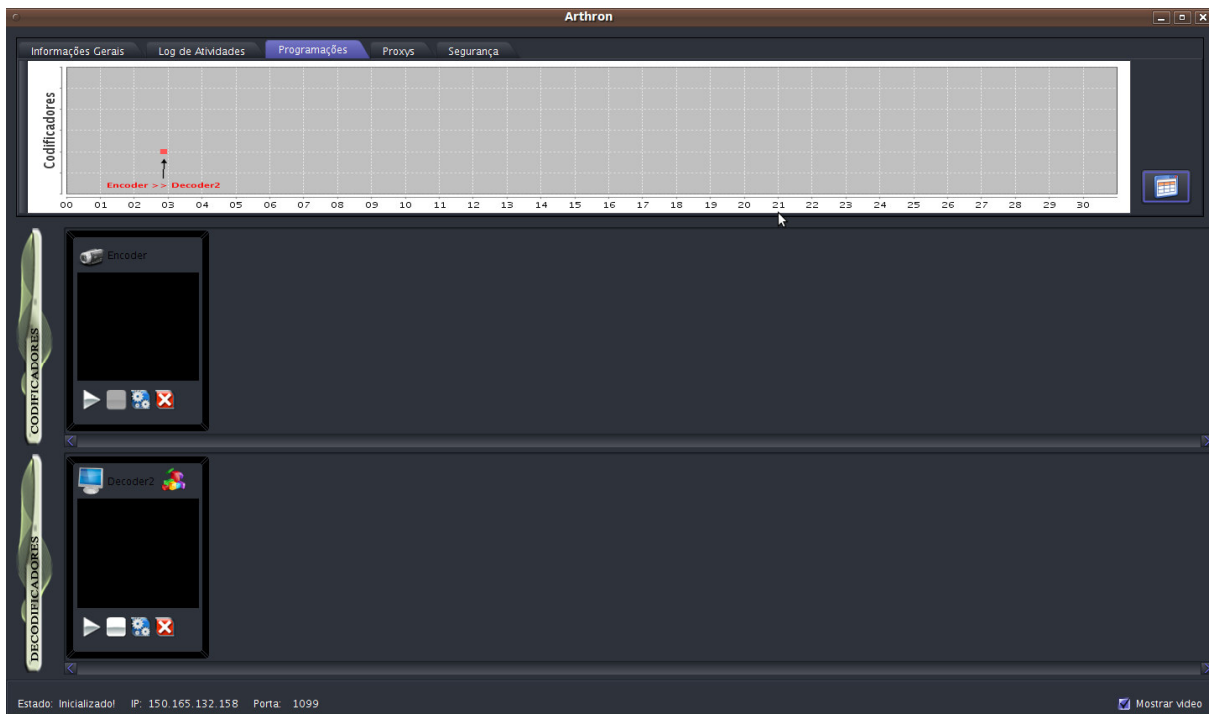 Arthron
Informações Gerais Log de Atividades Programações Proxys Segurança
Codificadores
Encoder >> Decoder2
00 01 02 03 04 05 06 07 08 09 10 11 12 13 14 15 16 17 18 19 20 21 22 23 24 25 26 27 28 29 30
CODIFICADORES
Encoder
DECODIFICADORES
Decoder2
Estado: Inicializado! IP: 150.165.132.158 Porta: 1099 Mostrar video